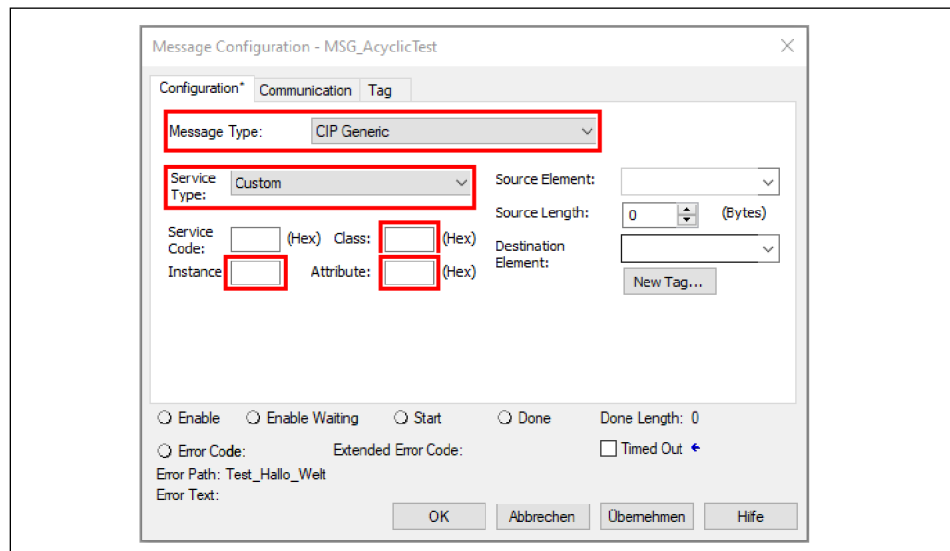 Message Configuration - MSG_AcyclicTest
Configuration* Communication Tag
Message Type: CIP Generic
Service Type: Custom
Source Element:
Source Length: 0 (Bytes)
Service Code: (Hex) Class: (Hex)
Destination Element:
Instance Attribute: (Hex)
New Tag...
Enable Enable Waiting Start Done Done Length: 0
Error Code: Extended Error Code: Timed Out
Error Path: Test_Hallo_Welt
Error Text:
OK Abbrechen Übernehmen Hilfe